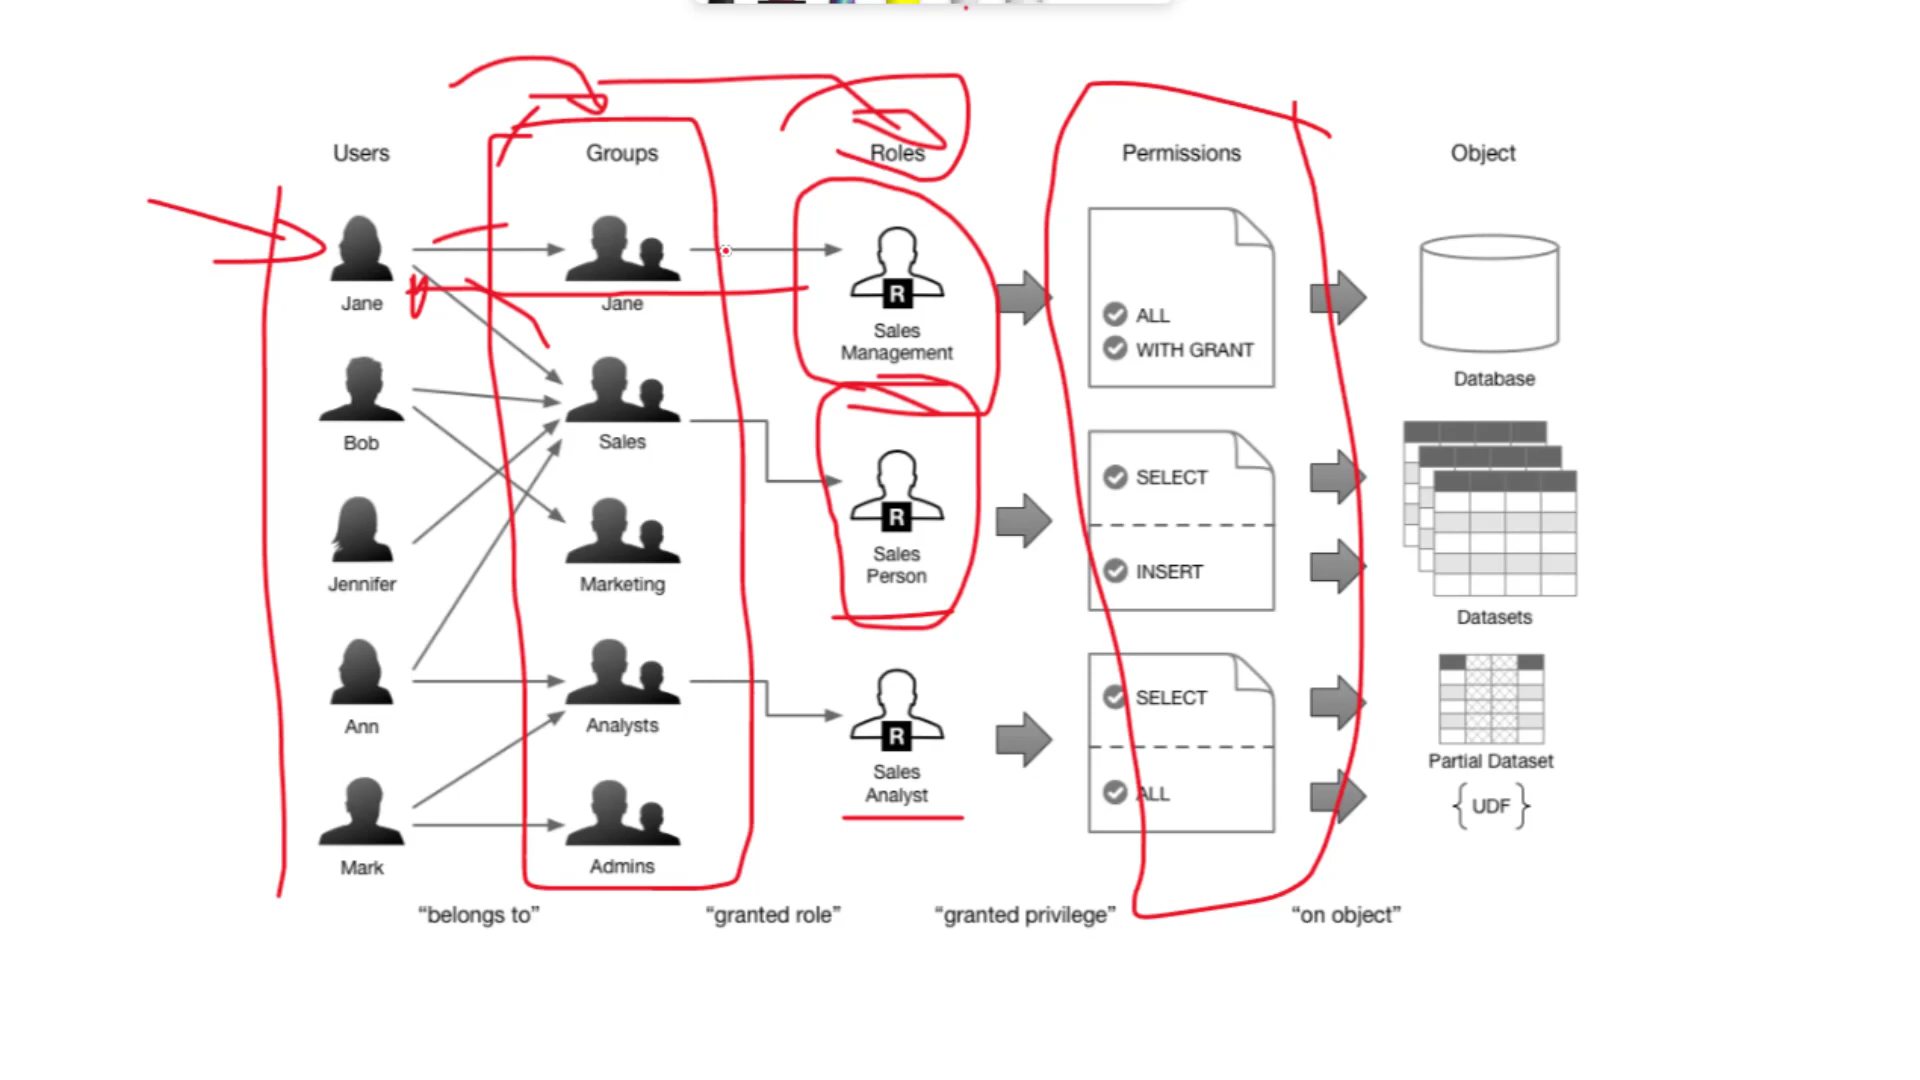 Users
Groups
Roles
Permissions
Object
Jane
Jane
R
Sales
Management
ALL
WITH GRANT
Database
Bob
Sales
R
Sales
Person
SELECT
INSERT
Datasets
Jennifer
Marketing
Ann
Analysts
R
Sales
Analyst
SELECT
ALL
Partial Dataset
{ UDF }
Mark
Admins
“belongs to”
“granted role”
“granted privilege”
“on object”